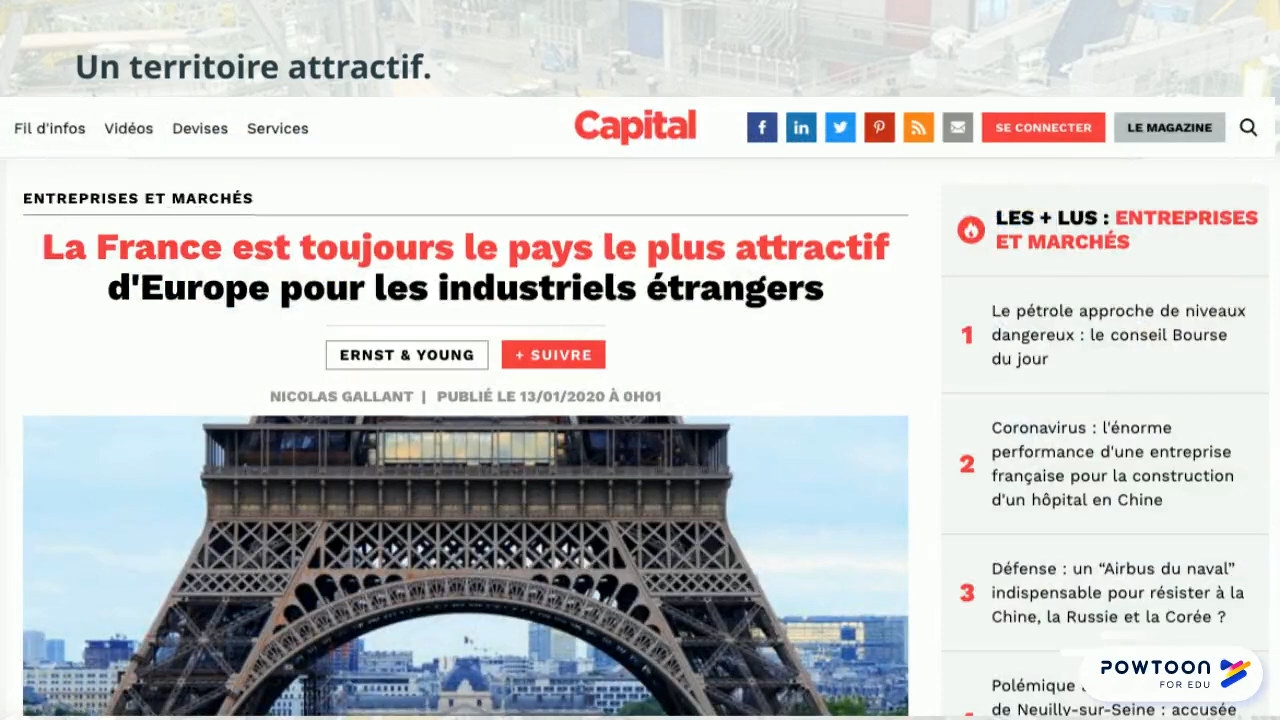 Un territoire attractif.
Fil d'infos Vidéos Devises Services
Capital
SE CONNECTER
LE MAGAZINE
ENTREPRISES ET MARCHÉS
La France est toujours le pays le plus attractif
d'Europe pour les industriels étrangers
ERNST & YOUNG
+ SUIVRE
NICOLAS GALLANT | PUBLIÉ LE 13/01/2020 À 0H01
LES + LUS : ENTREPRISES
ET MARCHÉS
1
Le pétrole approche de niveaux
dangereux : le conseil Bourse
du jour
2
Coronavirus : l'énorme
performance d'une entreprise
française pour la construction
d'un hôpital en Chine
3
Défense : un “Airbus du naval”
indispensable pour résister à la
Chine, la Russie et la Corée ?
Polémique
de Neuilly-sur-Seine : accusée
POWTOON
FOR EDU